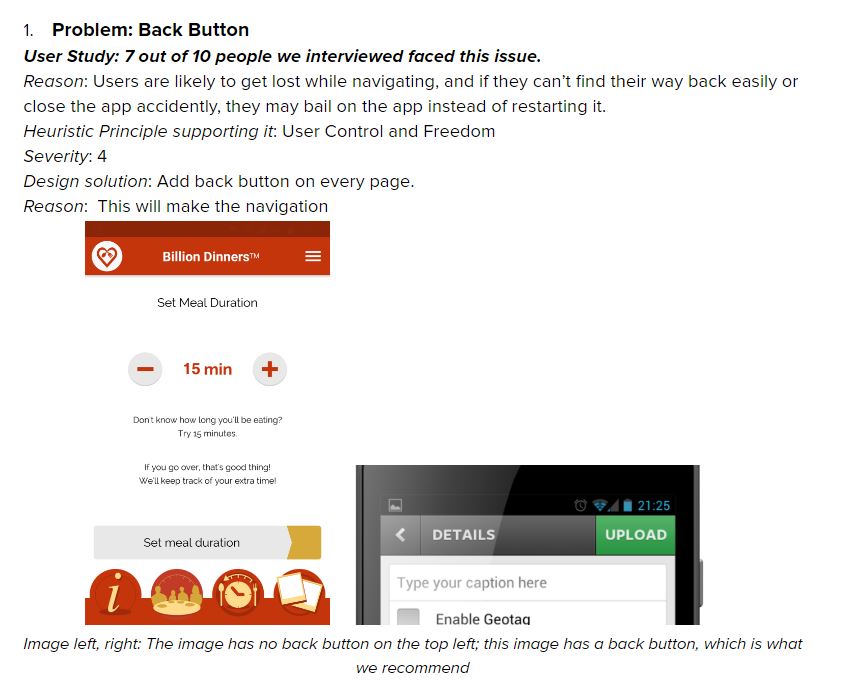 1. Problem: Back Button
User Study: 7 out of 10 people we interviewed faced this issue.
Reason: Users are likely to get lost while navigating, and if they can't find their way back easily or
close the app accidently, they may bail on the app instead of restarting it.
Heuristic Principle supporting it: User Control and Freedom
Severity: 4
Design solution: Add back button on every page.
Reason:  This will make the navigation
Billion Dinners™
Set Meal Duration
15 min
Don't know how long you'll be eating?
Try 15 minutes.
If you go over, that's good thing!
We'll keep track of your extra time!
Set meal duration
i
21:25
DETAILS
UPLOAD
Type your caption here
Enable Geotag
Image left, right: The image has no back button on the top left; this image has a back button, which is what
we recommend